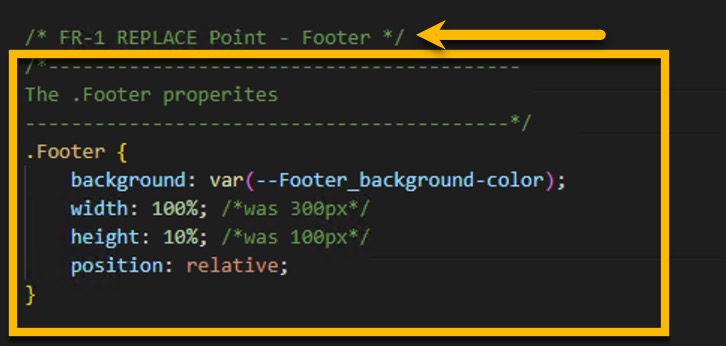 /* FR-1 REPLACE Point - Footer */
/*------------------------------------------
The .Footer properites
-------------------------------------------*/
.Footer {
    background: var(--Footer_background-color);
    width: 100%; /*was 300px*/
    height: 10%; /*was 100px*/
    position: relative;
}